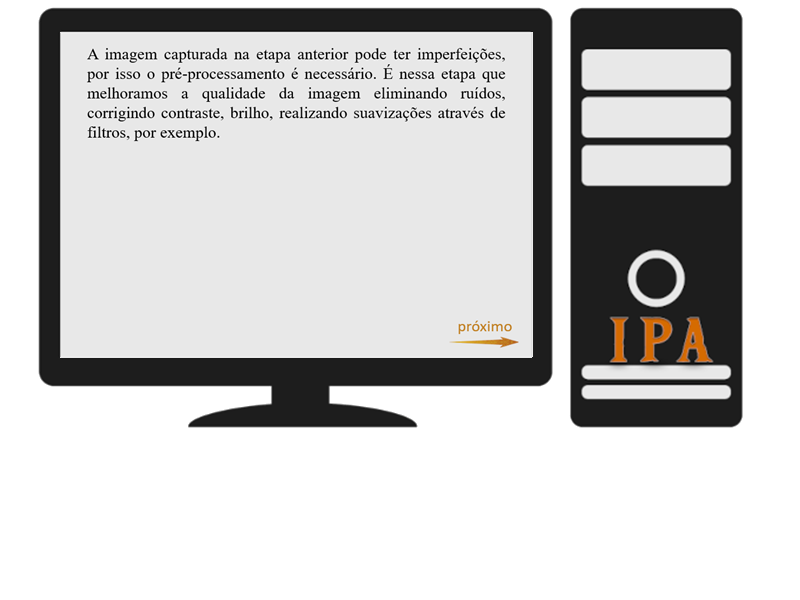 A imagem capturada na etapa anterior pode ter imperfeições,
por isso o pré-processamento é necessário. É nessa etapa que
melhoramos a qualidade da imagem eliminando ruídos,
corrigindo contraste, brilho, realizando suavizações através de
filtros, por exemplo.
próximo
IPA